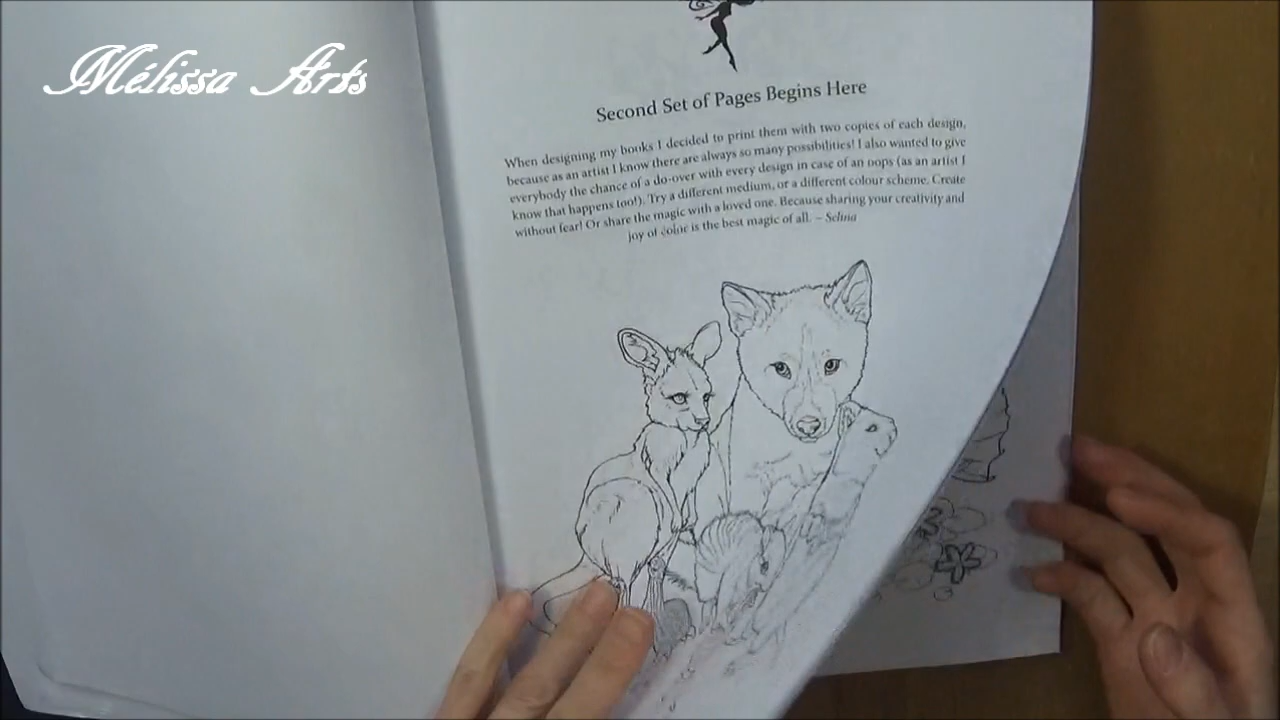 Mélissa Arts
Second Set of Pages Begins Here
When designing my books I decided to print them with two copies of each design,
because as an artist I know there are always so many possibilities! I also wanted to give
everybody the chance of a do-over with every design in case of an oops (as an artist I
know that happens too!). Try a different medium, or a different colour scheme. Create
without fear! Or share the magic with a loved one. Because sharing your creativity and
joy of color is the best magic of all. ~ Selina